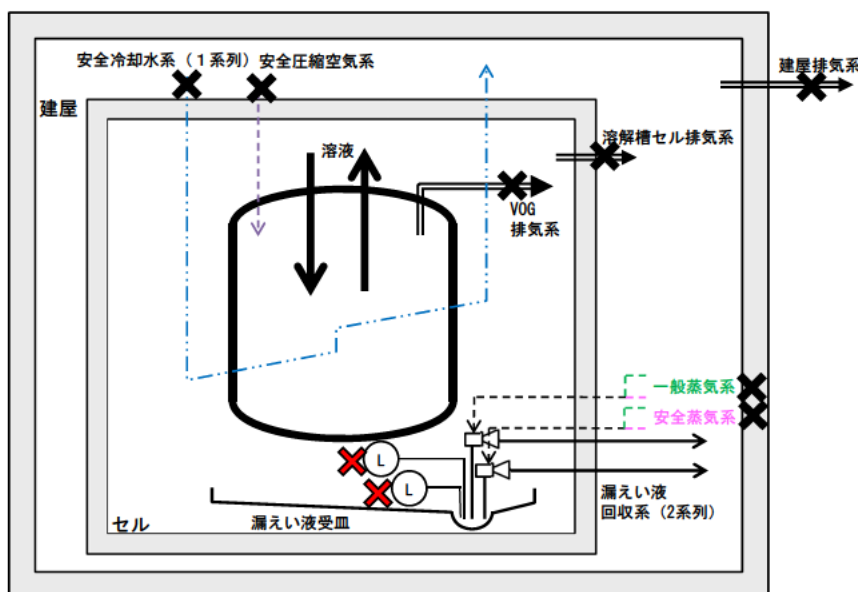 安全冷却水系（１系列）
安全圧縮空気系
建屋排気系
建屋
溶液
溶解槽セル排気系
VOG
排気系
一般蒸気系
安全蒸気系
L
L
漏えい液
回収系（2系列）
セル
漏えい液受皿